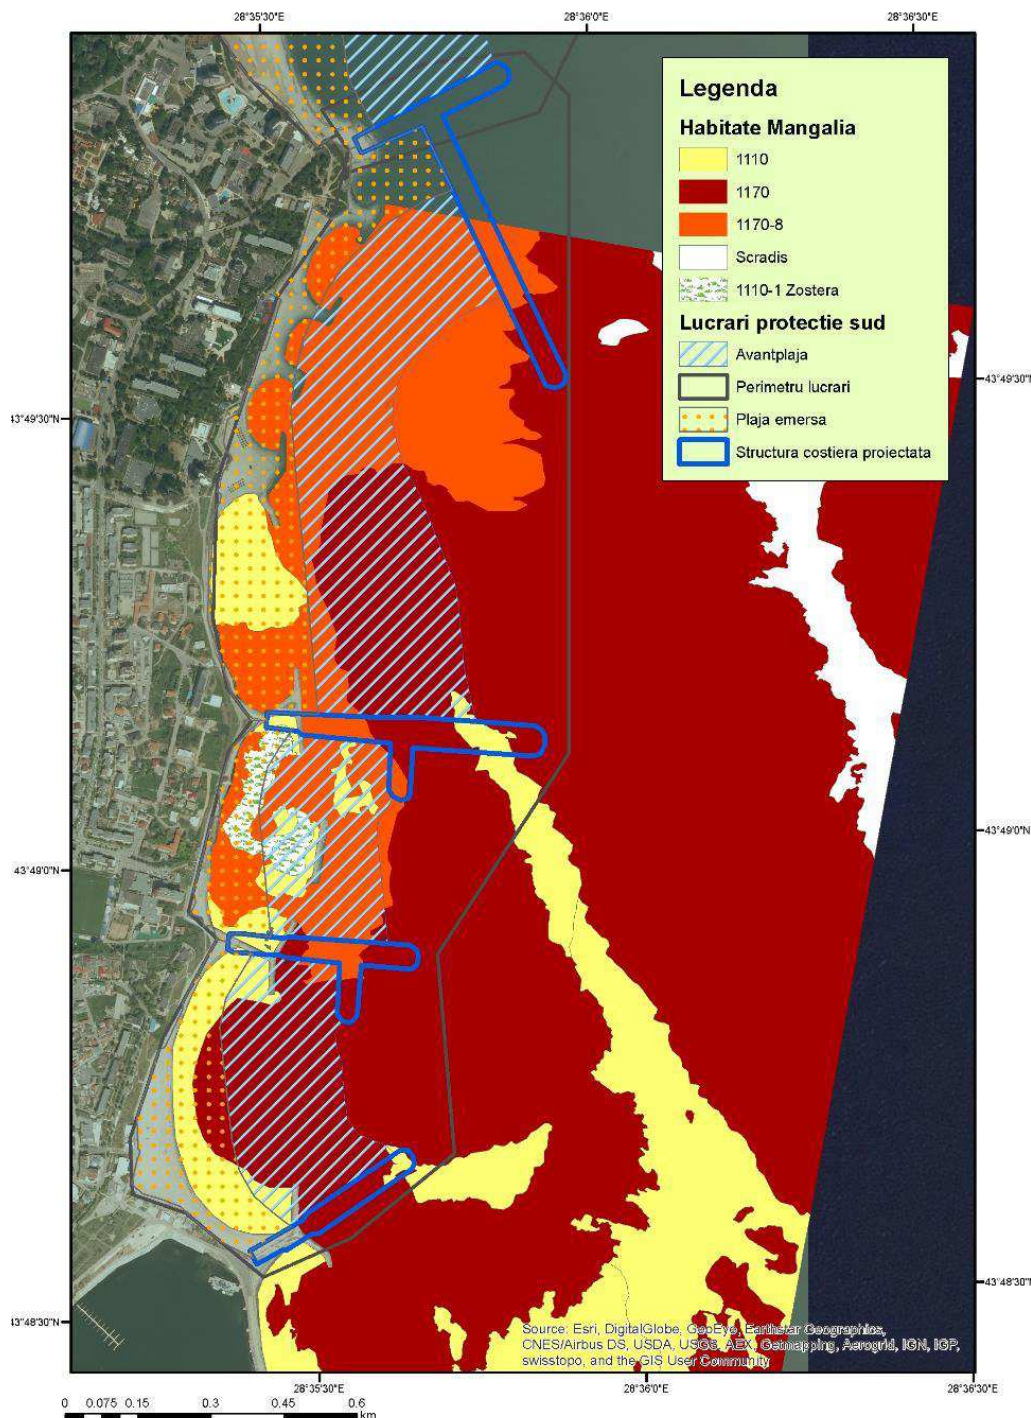 28°35'30"E
28°36'0"E
28°36'30"E
Legenda
Habitate Mangalia
1110
1170
1170-8
Scradis
1110-1 Zostera
Lucrari protectie sud
Avantplaja
Perimetru lucrari
Plaja emersa
Structura costiera proiectata
43°49'30"N
43°49'30"N
43°49'0"N
43°49'0"N
43°48'30"N
43°48'30"N
Source: Esri, DigitalGlobe, GeoEye, Earthstar Geographics,
CNES/Airbus DS, USDA, USGS, AEX, Getmapping, Aerogrid, IGN, IGP,
swisstopo, and the GIS User Community
28°35'30"E
28°36'0"E
28°36'30"E
0 0.075 0.15 0.3 0.45 0.6
km